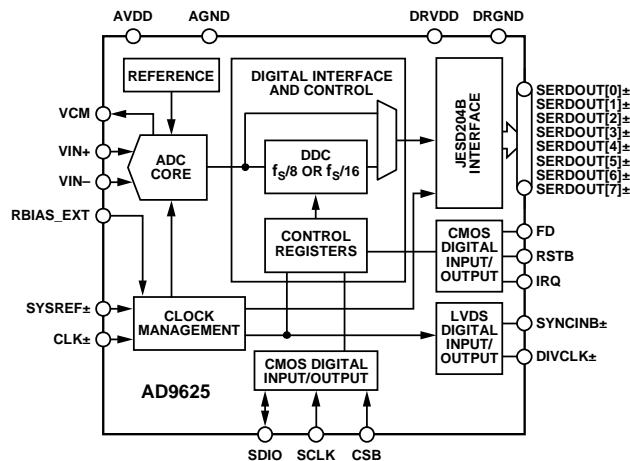 AVDD
AGND
DRVDD
DRGND
REFERENCE
DIGITAL INTERFACE
AND CONTROL
VCM
VIN+
VIN–
RBIAS_EXT
SYSREF±
CLK±
ADC
CORE
DDC
fS/8 OR fS/16
CONTROL
REGISTERS
CLOCK
MANAGEMENT
JESD204B
INTERFACE
SERDOUT[0]±
SERDOUT[1]±
SERDOUT[2]±
SERDOUT[3]±
SERDOUT[4]±
SERDOUT[5]±
SERDOUT[6]±
SERDOUT[7]±
CMOS
DIGITAL
INPUT/
OUTPUT
FD
RSTB
IRQ
LVDS
DIGITAL
INPUT/
OUTPUT
SYNCINB±
DIVCLK±
CMOS DIGITAL
INPUT/OUTPUT
AD9625
SDIO
SCLK
CSB